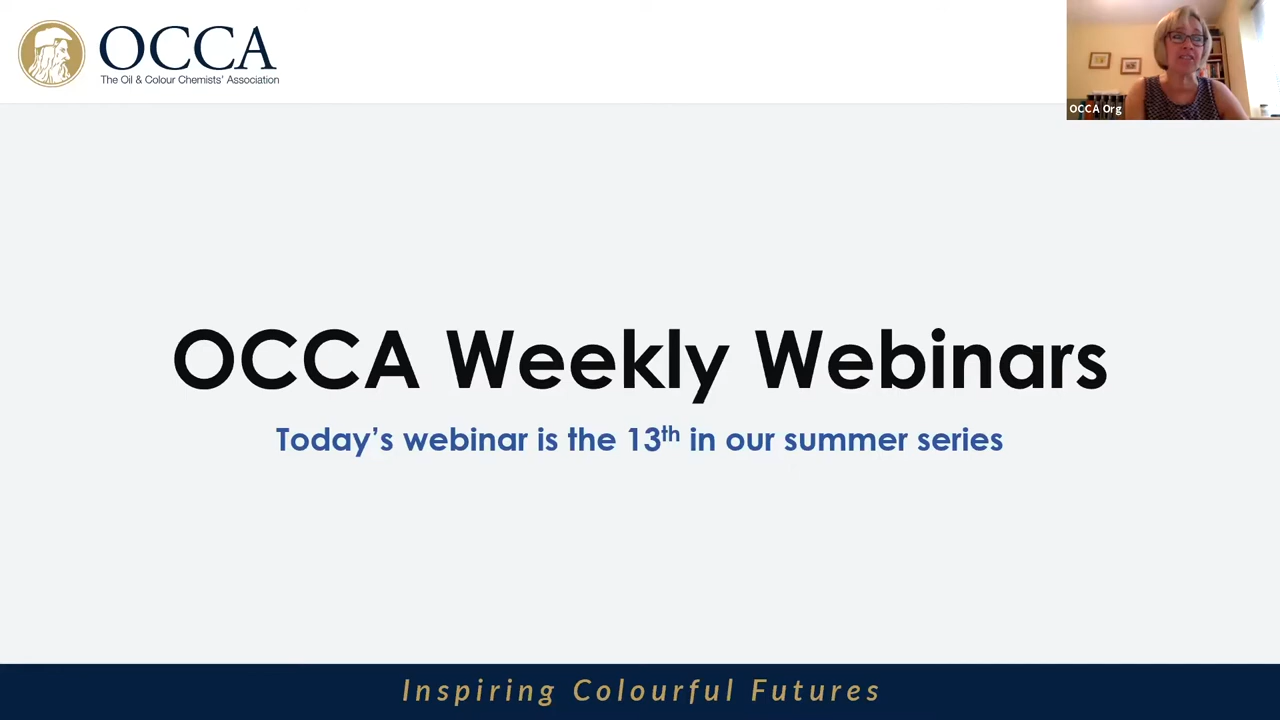 OCCA
The Oil & Colour Chemists' Association
OCCA Org
OCCA Weekly Webinars
Today's webinar is the 13th in our summer series
Inspiring Colourful Futures